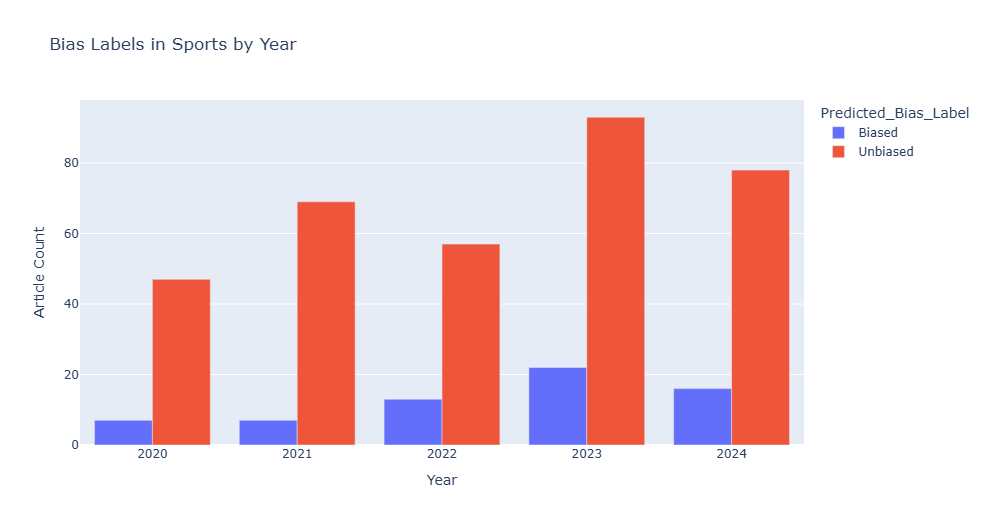 Bias Labels in Sports by Year
Predicted_Bias_Label
Biased
Unbiased
Article Count
80
60
40
20
0
2020
2021
2022
2023
2024
Year